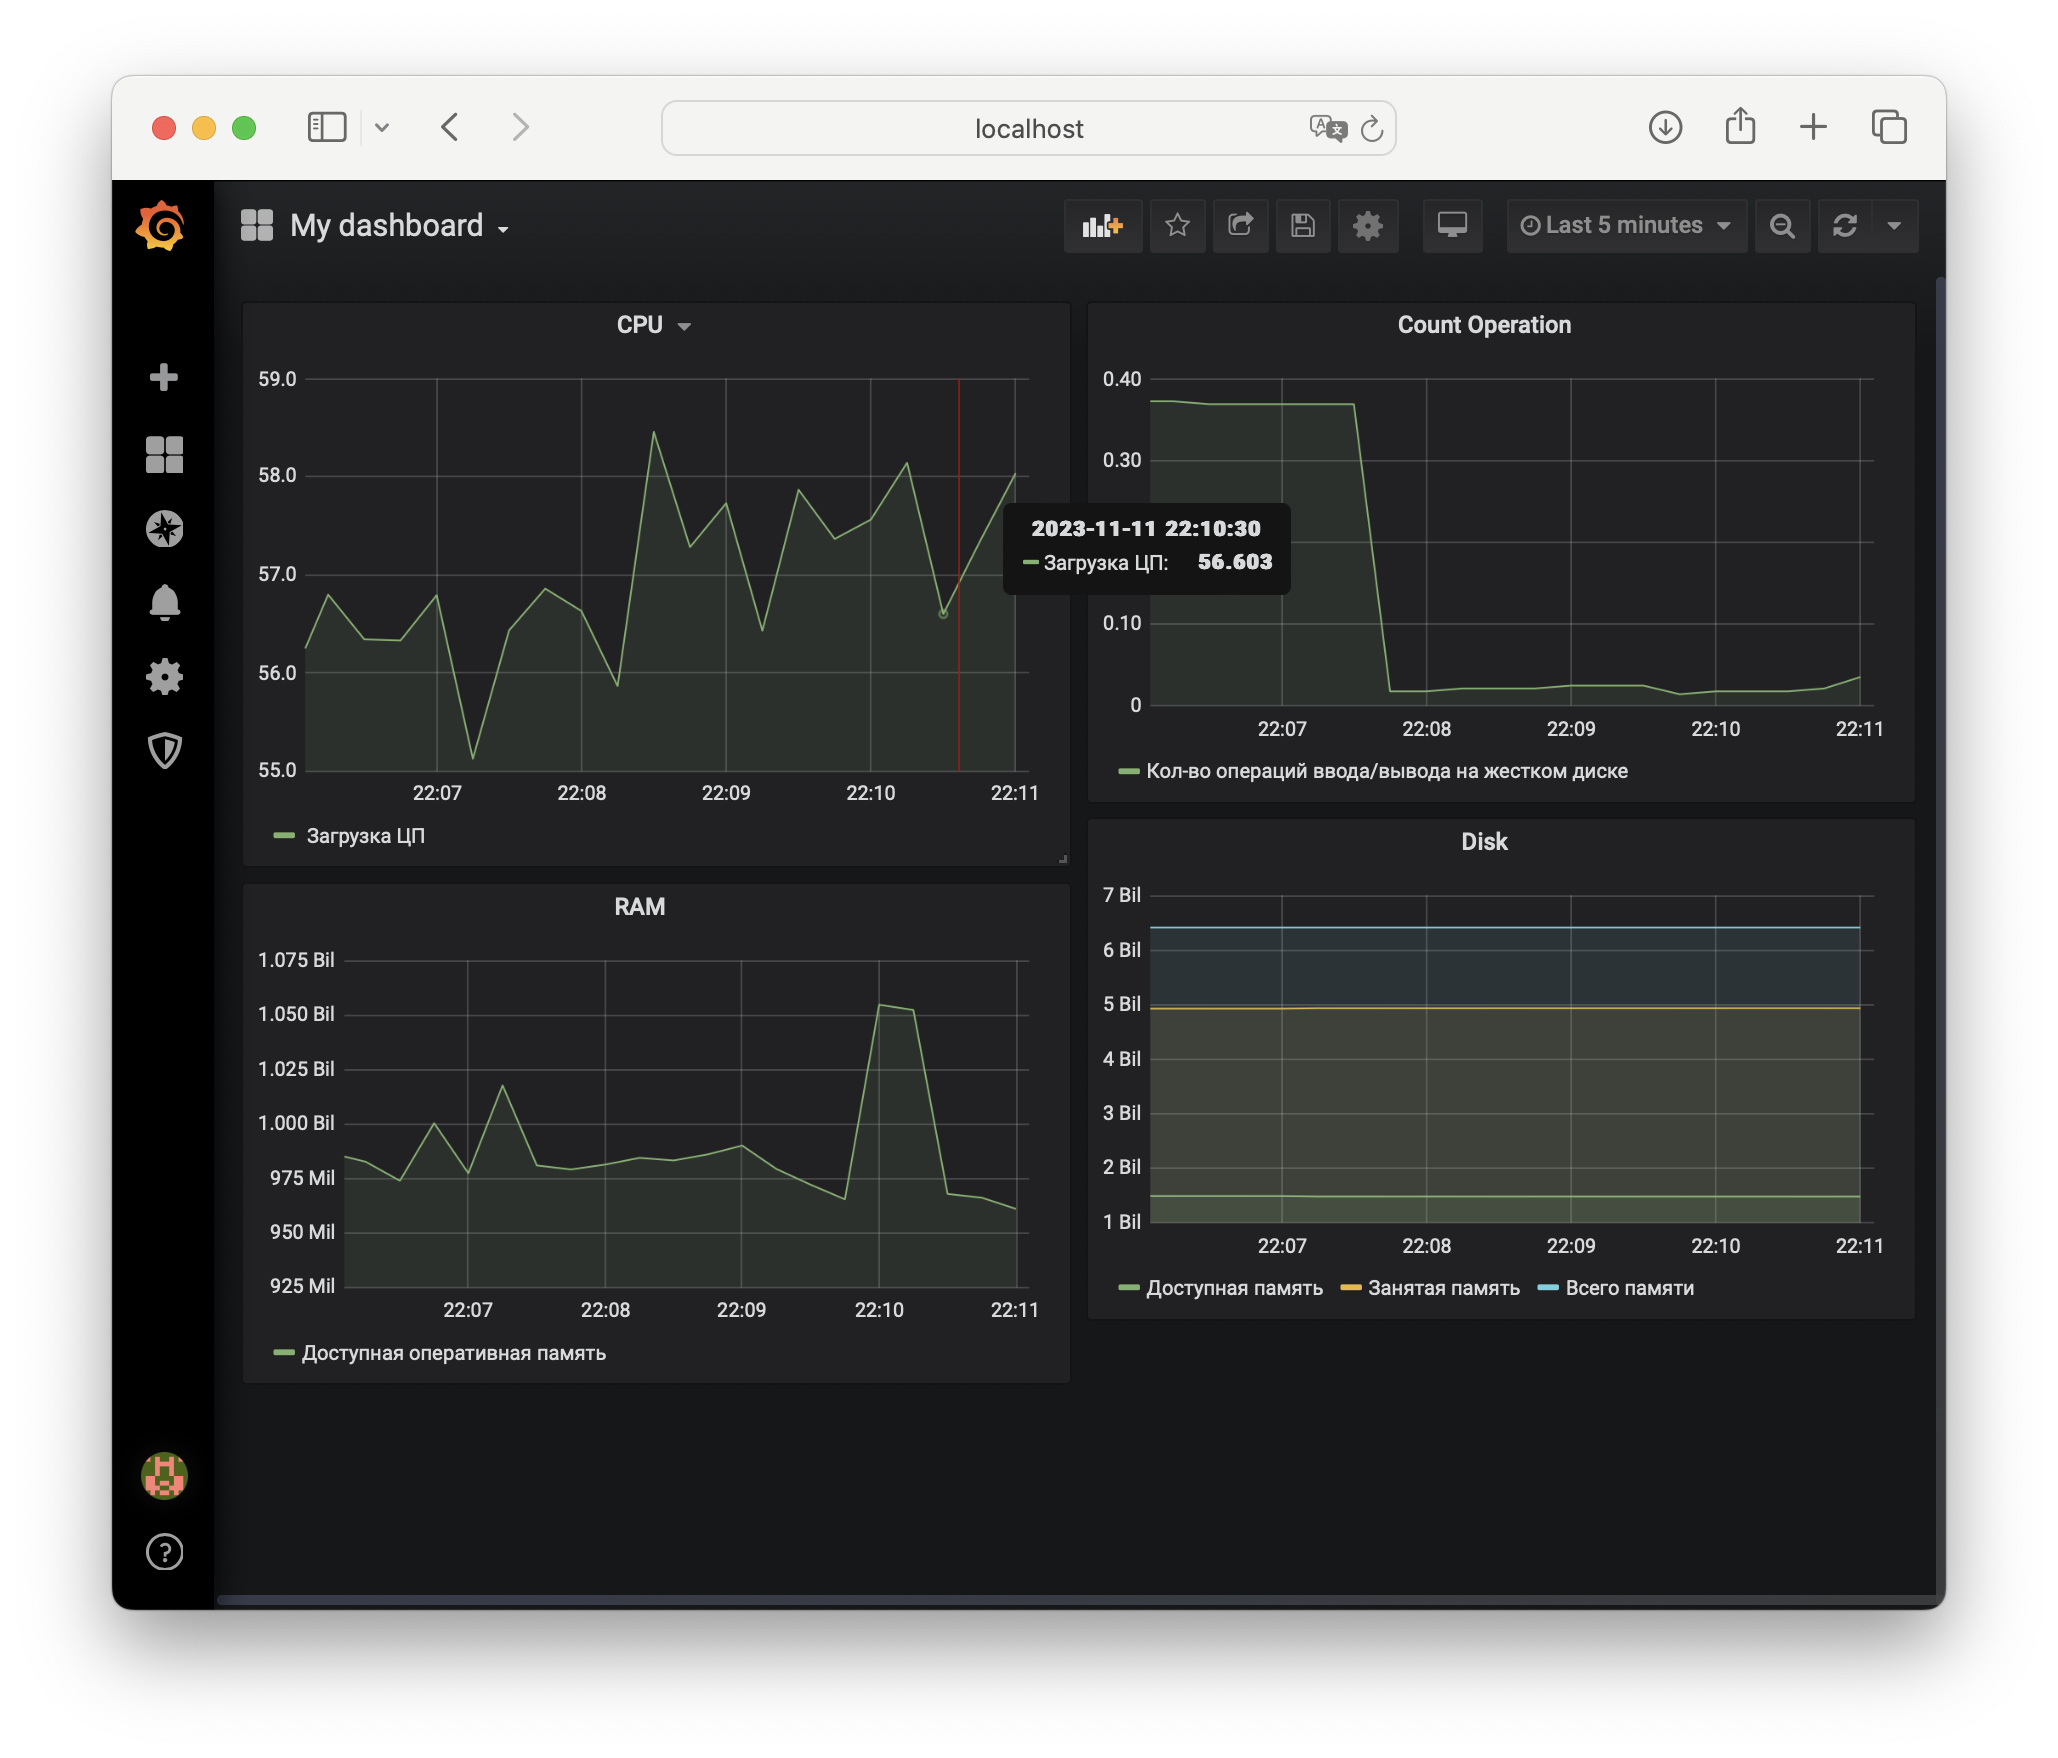 localhost
My dashboard
Last 5 minutes
CPU
59.0
58.0
57.0
56.0
55.0
22:07 22:08 22:09 22:10 22:11
Загрузка ЦП
2023-11-11 22:10:30
Загрузка ЦП: 56.603
Count Operation
0.40
0.30
0.10
0
22:07 22:08 22:09 22:10 22:11
Кол-во операций ввода/вывода на жестком диске
RAM
1.075 Bil
1.050 Bil
1.025 Bil
1.000 Bil
975 Mil
950 Mil
925 Mil
22:07 22:08 22:09 22:10 22:11
Доступная оперативная память
Disk
7 Bil
6 Bil
5 Bil
4 Bil
3 Bil
2 Bil
1 Bil
22:07 22:08 22:09 22:10 22:11
Доступная память Занятая память Всего памяти